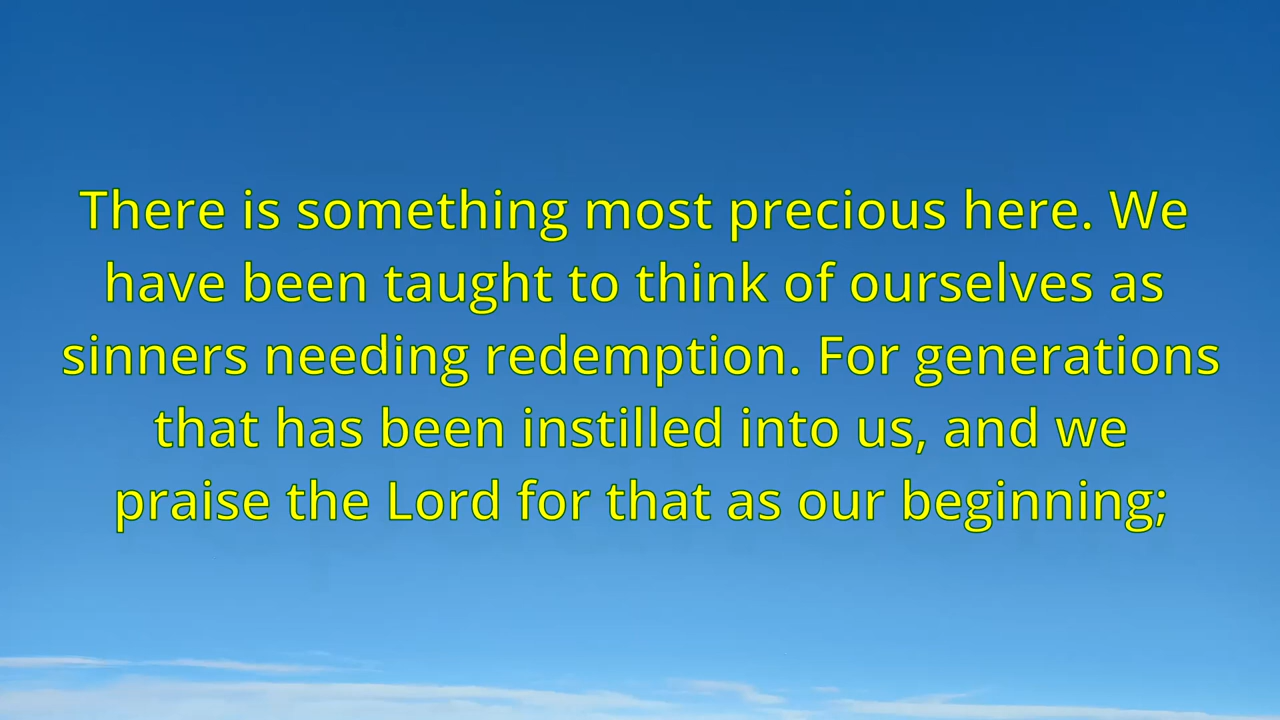 There is something most precious here. We
have been taught to think of ourselves as
sinners needing redemption. For generations
that has been instilled into us, and we
praise the Lord for that as our beginning;